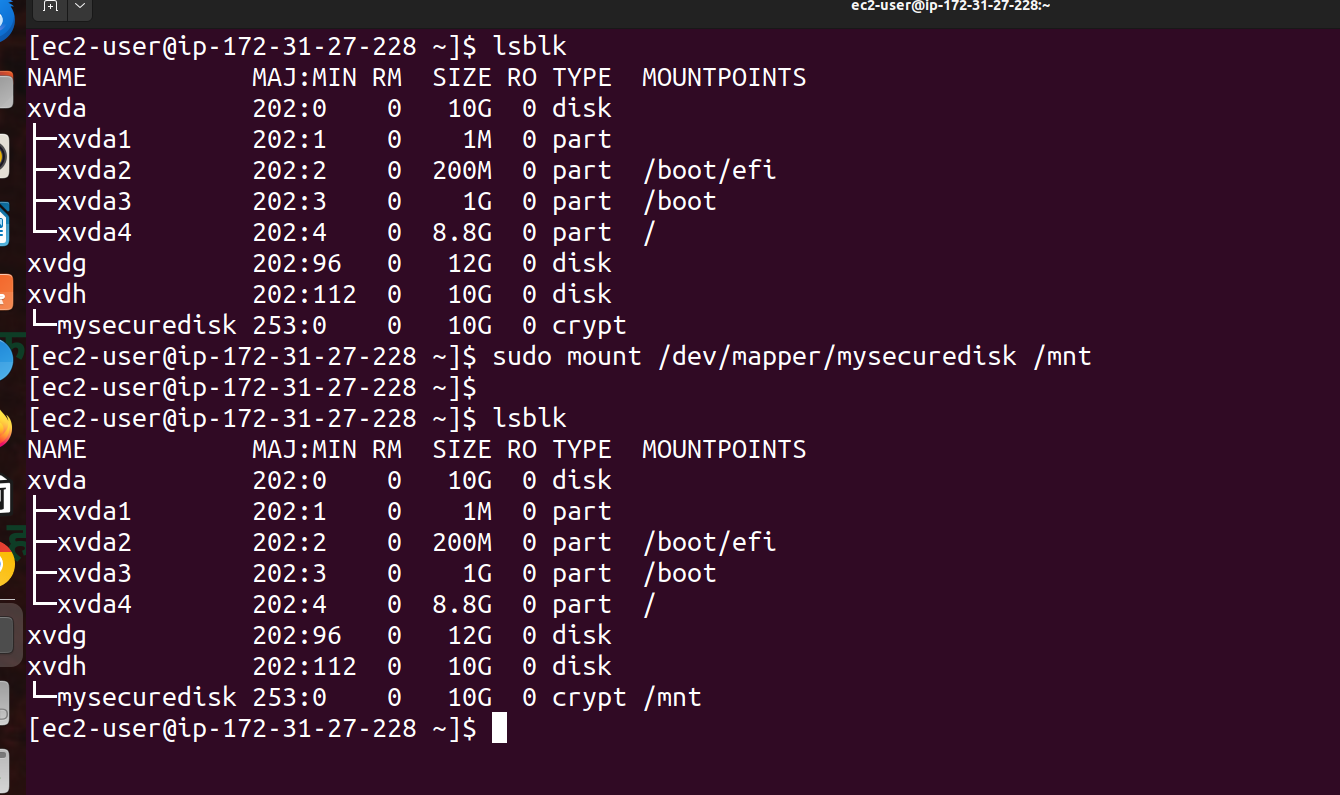 ec2-user@ip-172-31-27-228:~
[ec2-user@ip-172-31-27-228 ~]$ lsblk
NAME           MAJ:MIN RM  SIZE RO TYPE  MOUNTPOINTS
xvda           202:0    0   10G  0 disk
├─xvda1        202:1    0    1M  0 part
├─xvda2        202:2    0  200M  0 part  /boot/efi
├─xvda3        202:3    0    1G  0 part  /boot
└─xvda4        202:4    0  8.8G  0 part  /
xvdg           202:96   0   12G  0 disk
xvdh           202:112  0   10G  0 disk
└─mysecuredisk 253:0    0   10G  0 crypt
[ec2-user@ip-172-31-27-228 ~]$ sudo mount /dev/mapper/mysecuredisk /mnt
[ec2-user@ip-172-31-27-228 ~]$
[ec2-user@ip-172-31-27-228 ~]$ lsblk
NAME           MAJ:MIN RM  SIZE RO TYPE  MOUNTPOINTS
xvda           202:0    0   10G  0 disk
├─xvda1        202:1    0    1M  0 part
├─xvda2        202:2    0  200M  0 part  /boot/efi
├─xvda3        202:3    0    1G  0 part  /boot
└─xvda4        202:4    0  8.8G  0 part  /
xvdg           202:96   0   12G  0 disk
xvdh           202:112  0   10G  0 disk
└─mysecuredisk 253:0    0   10G  0 crypt /mnt
[ec2-user@ip-172-31-27-228 ~]$